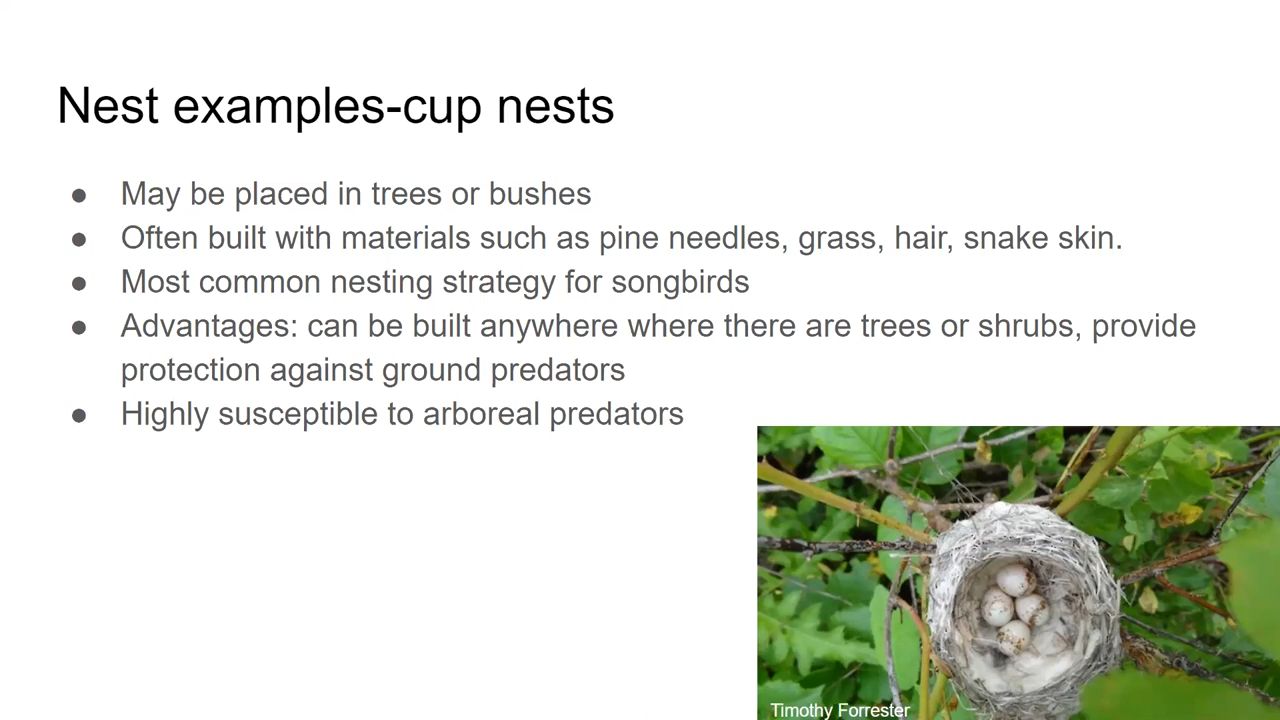 Nest examples-cup nests
● May be placed in trees or bushes
● Often built with materials such as pine needles, grass, hair, snake skin.
● Most common nesting strategy for songbirds
● Advantages: can be built anywhere where there are trees or shrubs, provide
protection against ground predators
● Highly susceptible to arboreal predators
Timothy Forrester